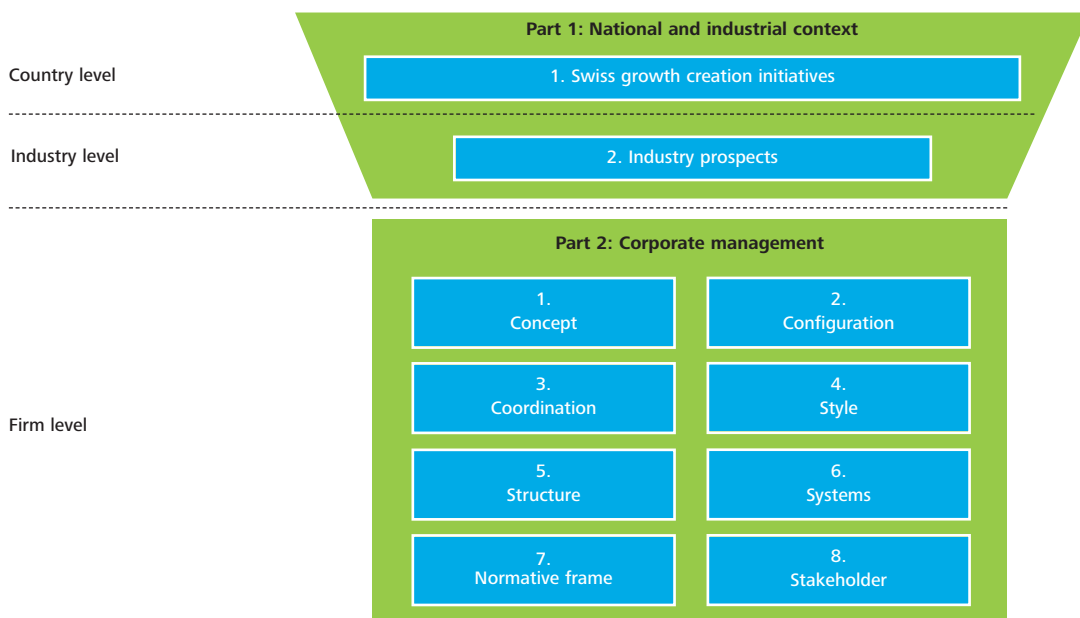 Part 1: National and industrial context
Country level
1. Swiss growth creation initiatives
Industry level
2. Industry prospects
Part 2: Corporate management
1.
Concept
2.
Configuration
3.
Coordination
4.
Style
Firm level
5.
Structure
6.
Systems
7.
Normative frame
8.
Stakeholder